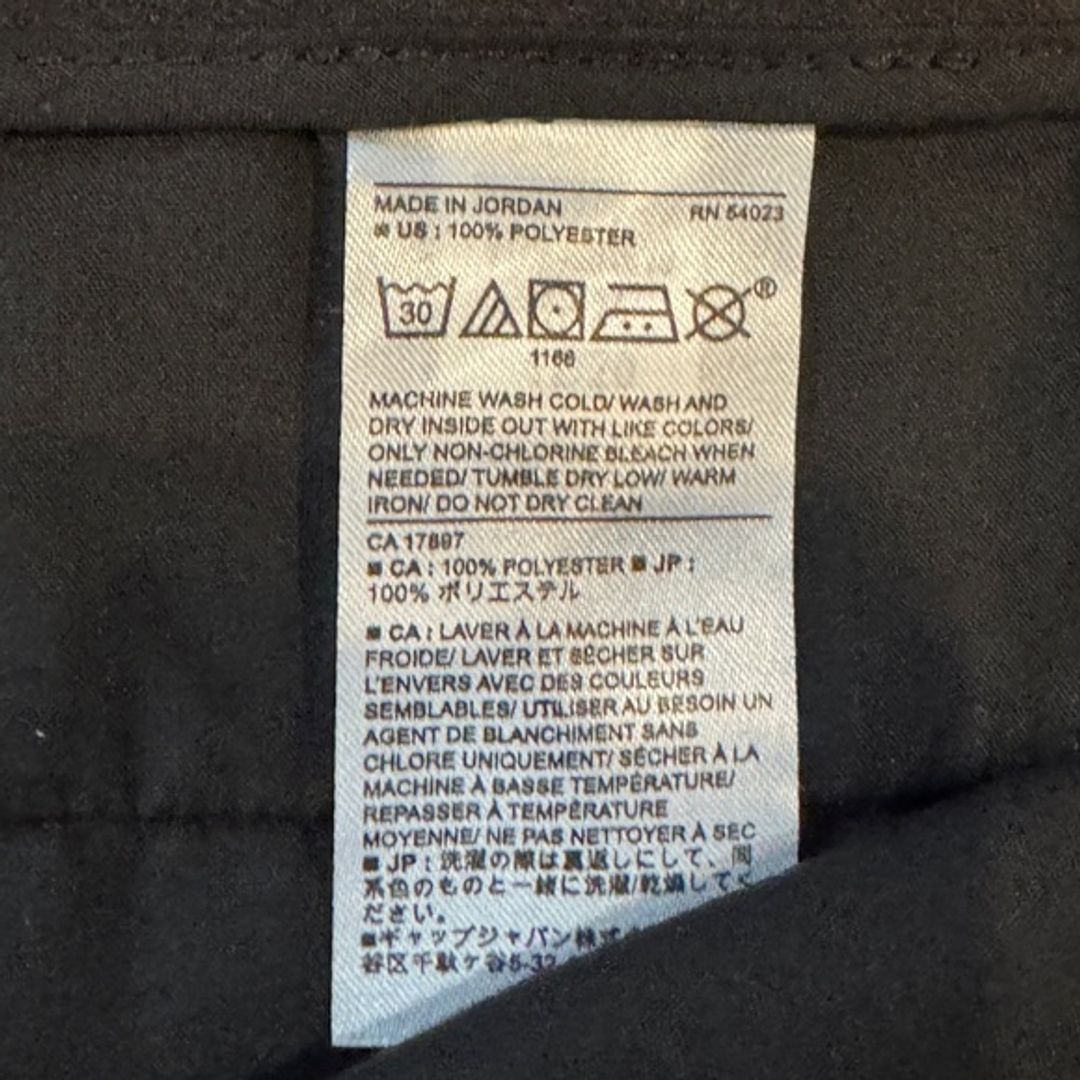 MADE IN JORDAN RN 54023
■ US : 100% POLYESTER
30
®
1166
MACHINE WASH COLD/ WASH AND
DRY INSIDE OUT WITH LIKE COLORS/
ONLY NON-CHLORINE BLEACH WHEN
NEEDED/ TUMBLE DRY LOW/ WARM
IRON/ DO NOT DRY CLEAN
CA 17897
■ CA : 100% POLYESTER ■ JP :
100% ポリエステル
■ CA : LAVER À LA MACHINE À L'EAU
FROIDE/ LAVER ET SÉCHER SUR
L'ENVERS AVEC DES COULEURS
SEMBLABLES/ UTILISER AU BESOIN UN
AGENT DE BLANCHIMENT SANS
CHLORE UNIQUEMENT/ SÉCHER À LA
MACHINE À BASSE TEMPÉRATURE/
REPASSER À TEMPÉRATURE
MOYENNE/ NE PAS NETTOYER À SEC
■ JP : 洗濯の際は裏返しにして、同
系色のものと一緒に洗濯/乾燥してく
ださい。
■ギャップジャパン株式
谷区千駄ケ谷5-32